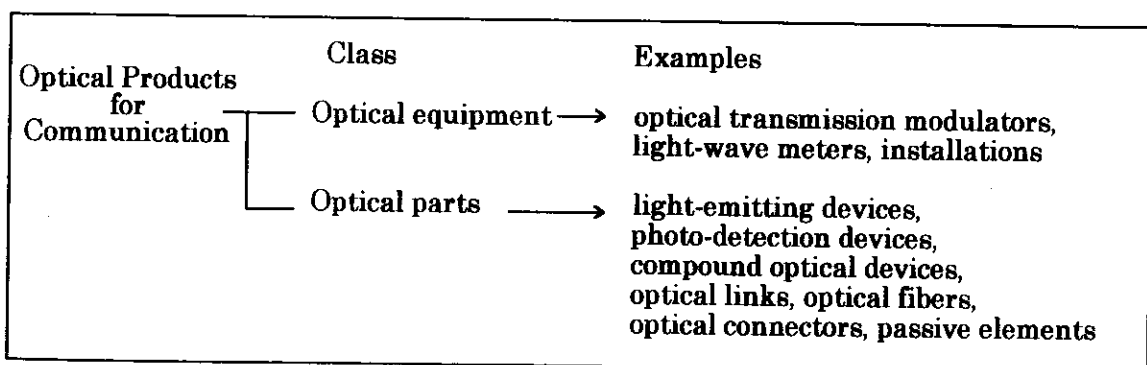 Class
Examples
Optical Products
for
Communication
Optical equipment
optical transmission modulators,
light-wave meters, installations
Optical parts
light-emitting devices,
photo-detection devices,
compound optical devices,
optical links, optical fibers,
optical connectors, passive elements